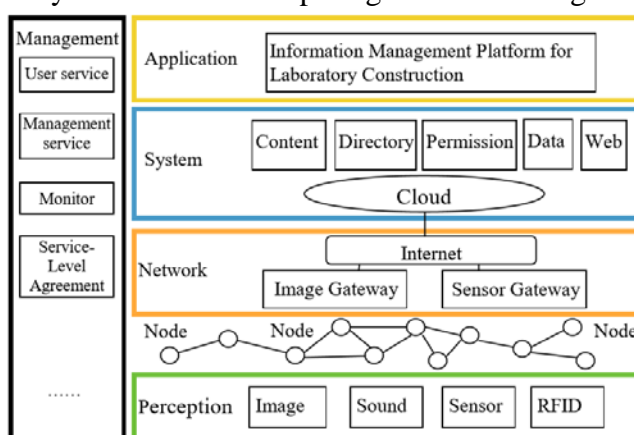 Management
User service
Management
service
Monitor
Service-
Level
Agreement
......
Application
Information Management Platform for
Laboratory Construction
System
Content
Directory
Permission
Data
Web
Cloud
Network
Internet
Image Gateway
Sensor Gateway
Node
Node
Node
Perception
Image
Sound
Sensor
RFID